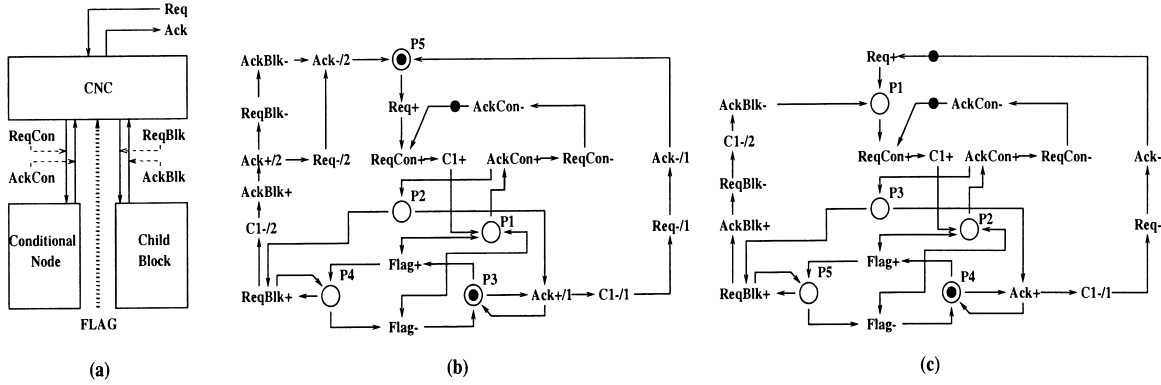 Req
Ack
CNC
ReqCon
ReqBlk
AckCon
AckBlk
Conditional
Node
Child
Block
FLAG
(a)
P5
AckBlk-
Ack-/2
Req+
AckCon-
ReqBlk-
Ack+/2
Req-/2
ReqCon+
C1+
AckCon+
ReqCon-
Ack-/1
AckBlk+
P2
C1-/2
P1
Req-/1
Flag+
P4
P3
ReqBlk+
Ack+/1
C1-/1
Flag-
(b)
Req+
P1
AckBlk-
AckCon-
C1-/2
ReqCon+
C1+
AckCon+
ReqCon-
Ack-
ReqBlk-
P3
AckBlk+
P2
Req-
Flag+
P5
P4
ReqBlk+
Ack+
C1-/1
Flag-
(c)